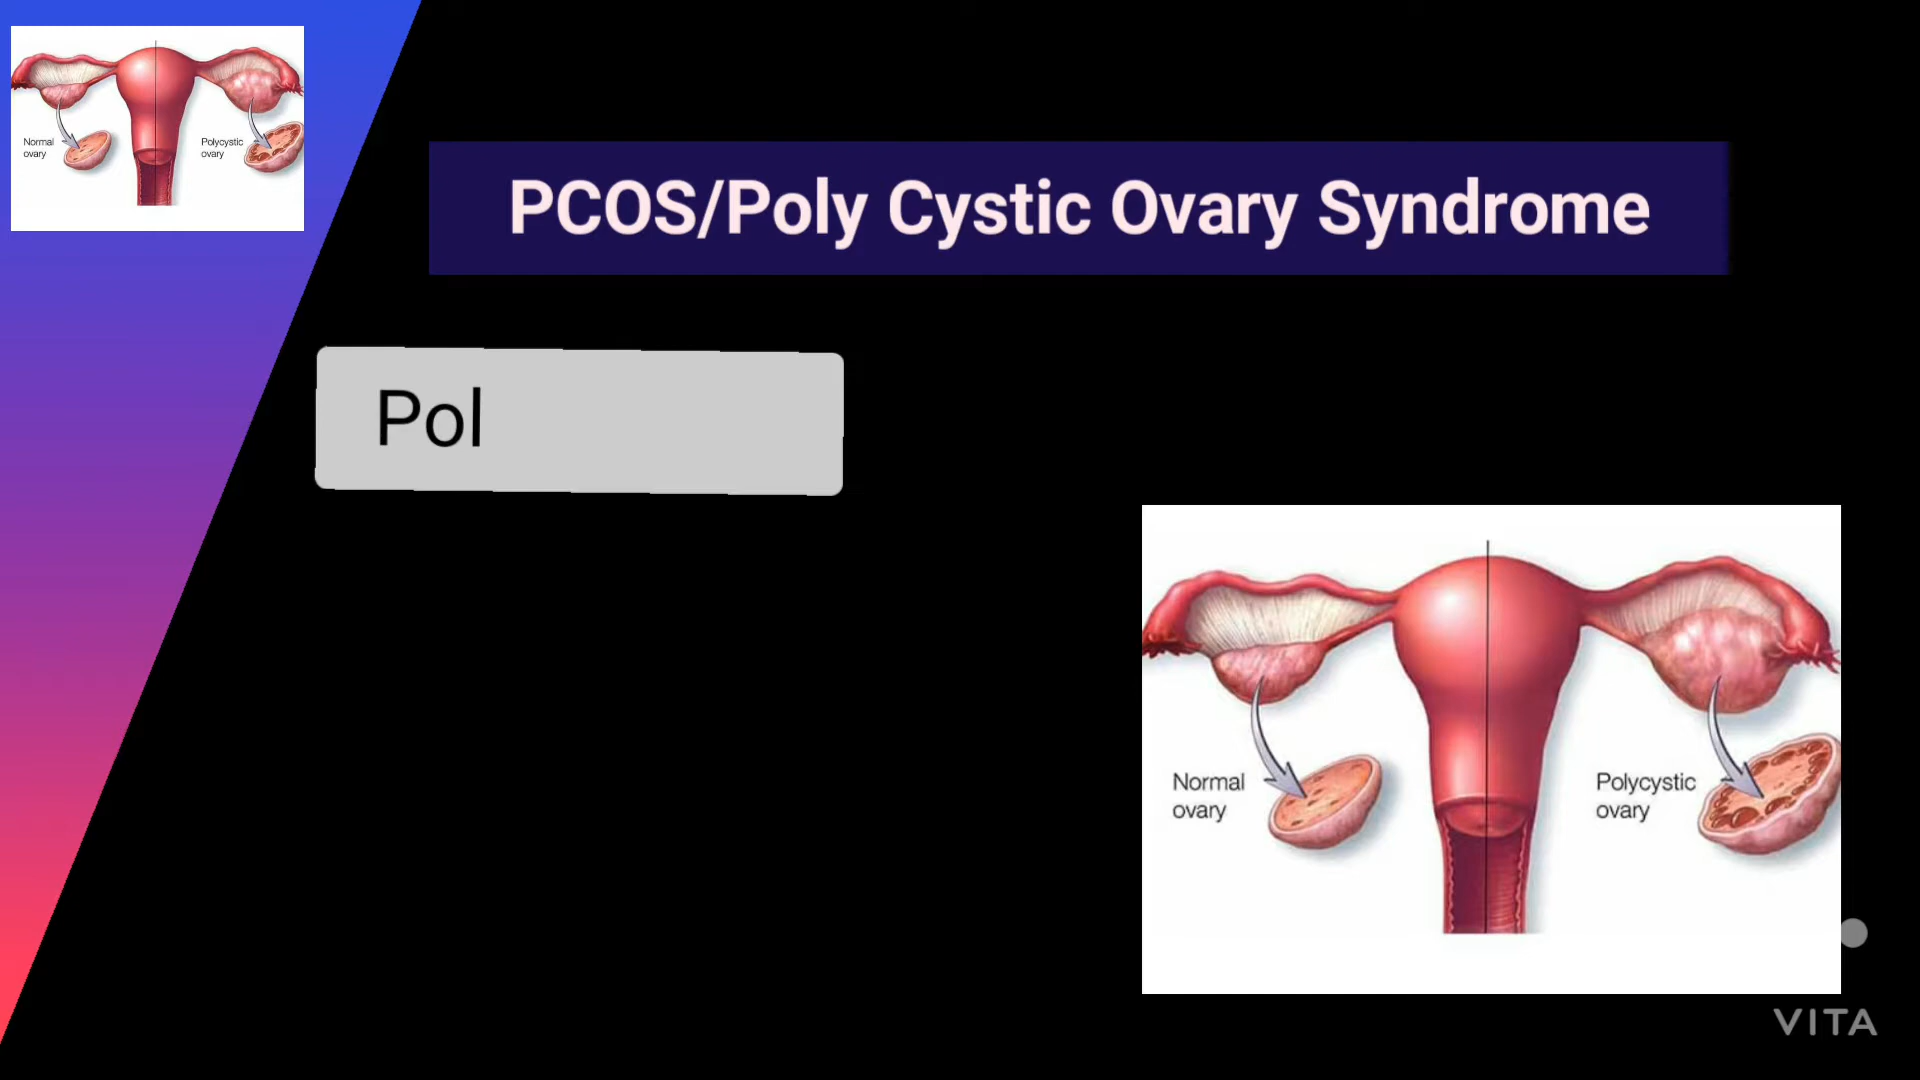 Normal
ovary
Polycystic
ovary
PCOS/Poly Cystic Ovary Syndrome
Pol
Normal
ovary
Polycystic
ovary
VITA